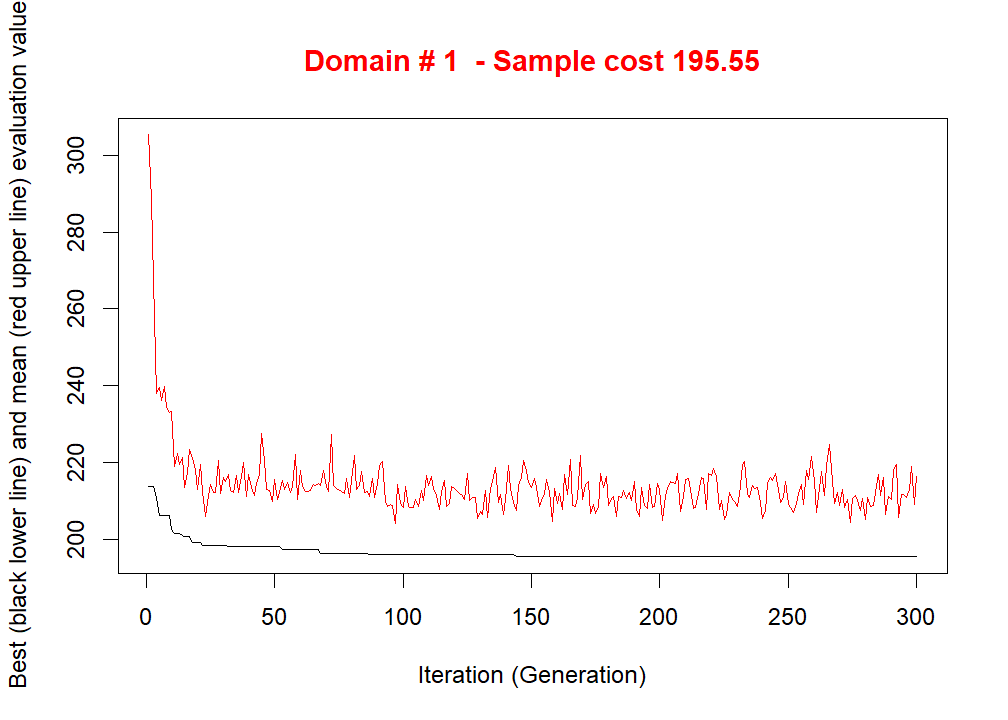 Domain # 1  - Sample cost 195.55
Best (black lower line) and mean (red upper line) evaluation value
300
280
260
240
220
200
0 50 100 150 200 250 300
Iteration (Generation)